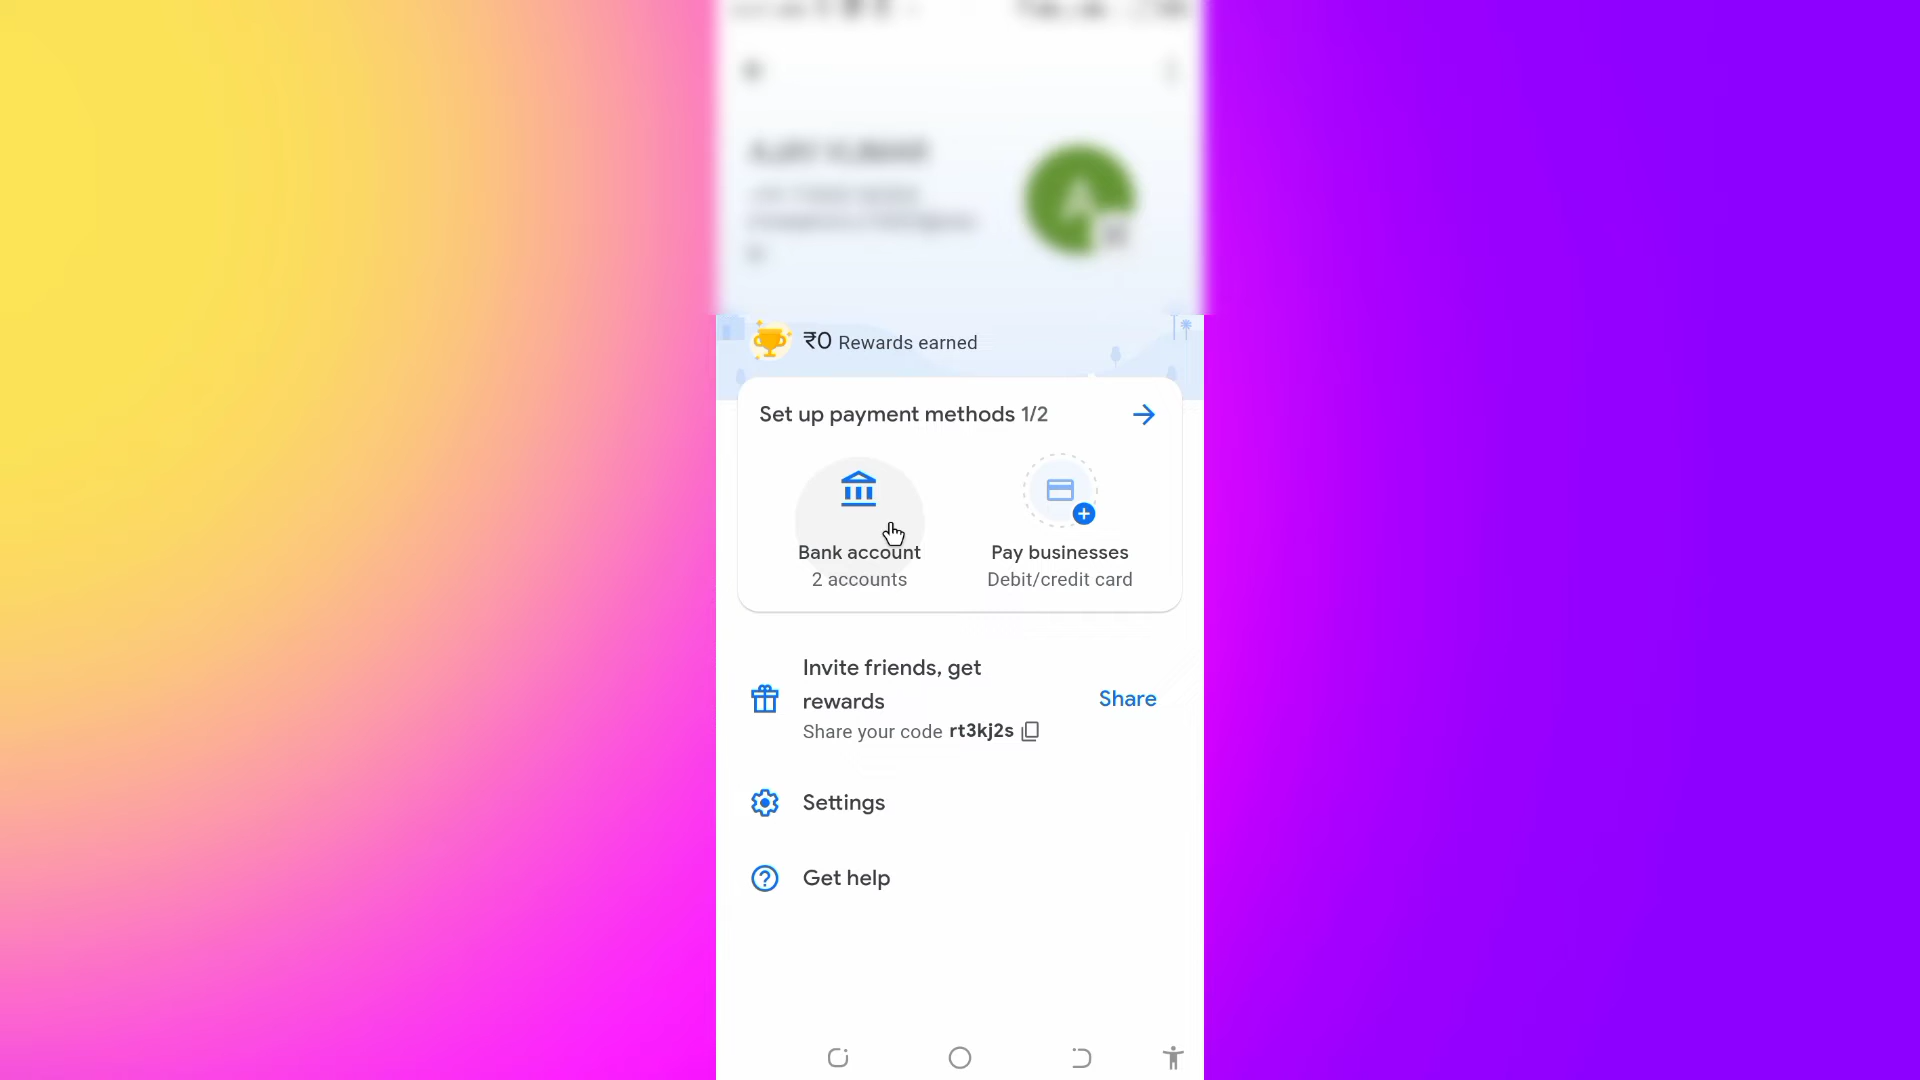 ₹0 Rewards earned
Set up payment methods 1/2
Bank account
2 accounts
Pay businesses
Debit/credit card
Invite friends, get
rewards
Share your code rt3kj2s
Share
Settings
Get help